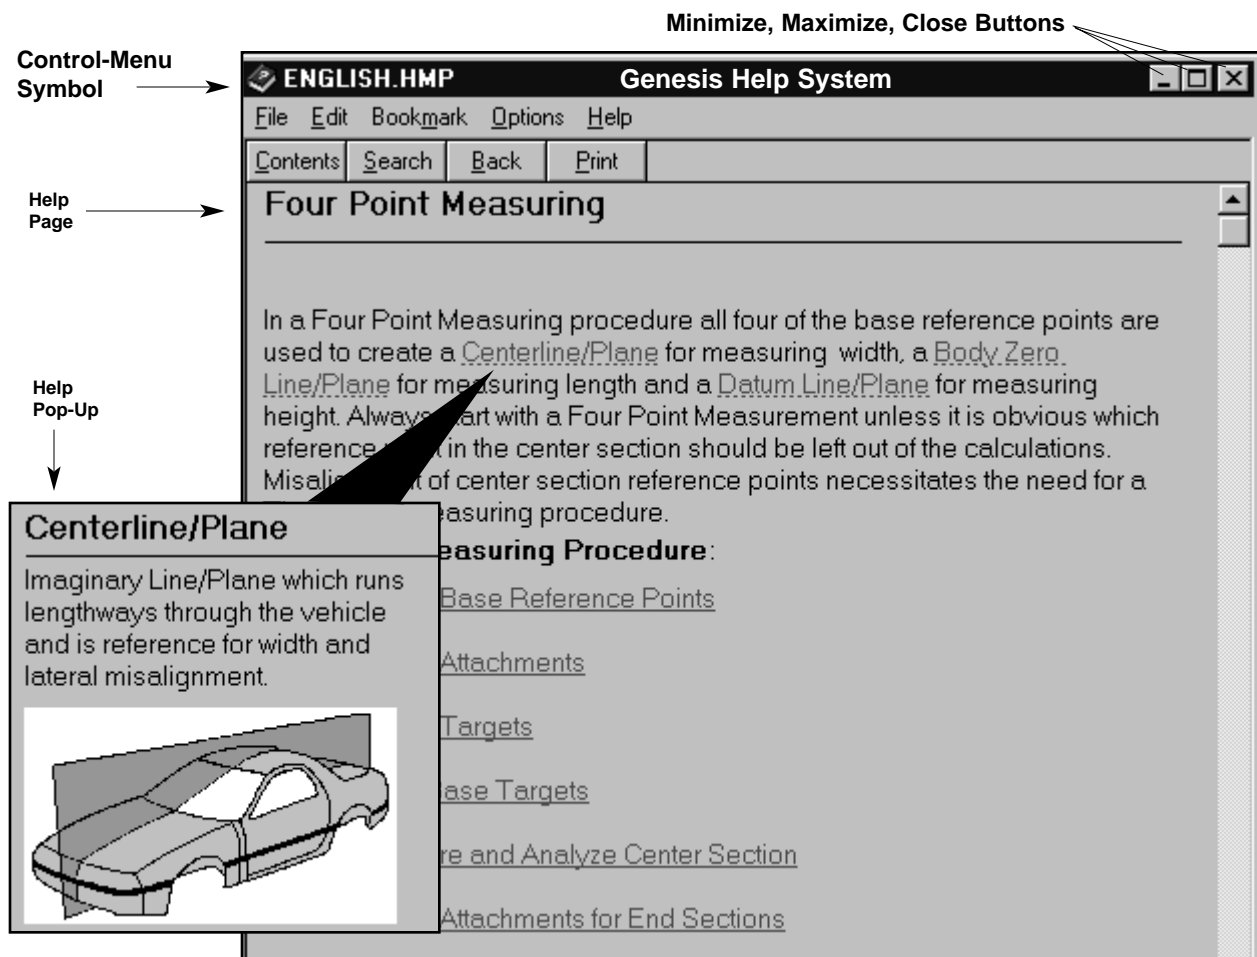 Minimize, Maximize, Close Buttons
Control-Menu
Symbol
ENGLISH.HMP Genesis Help System
File Edit Bookmark Options Help
Contents Search Back Print
Help
Page
Four Point Measuring
In a Four Point Measuring procedure all four of the base reference points are
used to create a Centerline/Plane for measuring width, a Body Zero
Line/Plane for measuring length and a Datum Line/Plane for measuring
height. Always start with a Four Point Measurement unless it is obvious which
reference in the center section should be left out of the calculations.
Misalignment of center section reference points necessitates the need for a
easuring procedure.
easuring Procedure:
Base Reference Points
Attachments
Targets
ase Targets
re and Analyze Center Section
Attachments for End Sections
Help
Pop-Up
Centerline/Plane
Imaginary Line/Plane which runs
lengthways through the vehicle
and is reference for width and
lateral misalignment.